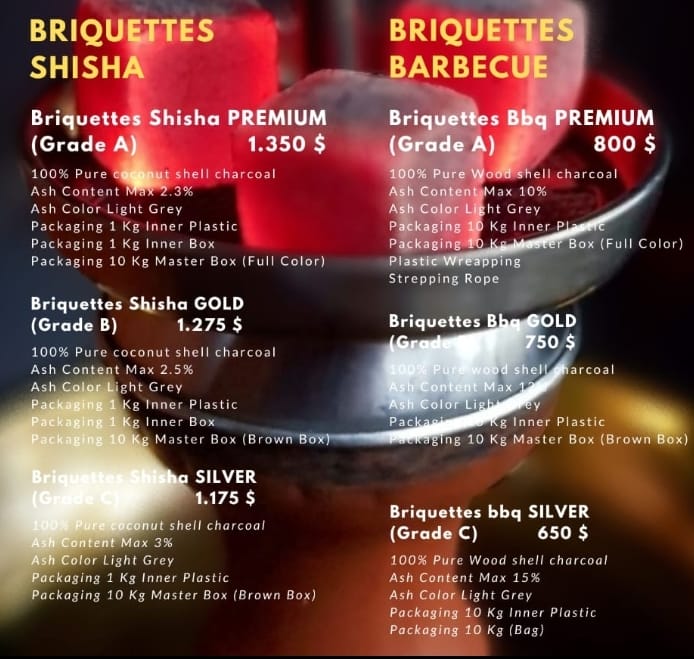 BRIQUETTES
SHISHA
Briquettes Shisha PREMIUM
(Grade A) 1.350 $
100% Pure coconut shell charcoal
Ash Content Max 2.3%
Ash Color Light Grey
Packaging 1 Kg Inner Plastic
Packaging 1 Kg Inner Box
Packaging 10 Kg Master Box (Full Color)
Briquettes Shisha GOLD
(Grade B) 1.275 $
100% Pure coconut shell charcoal
Ash Content Max 2.5%
Ash Color Light Grey
Packaging 1 Kg Inner Plastic
Packaging 1 Kg Inner Box
Packaging 10 Kg Master Box (Brown Box)
Briquettes Shisha SILVER
(Grade C) 1.175 $
100% Pure coconut shell charcoal
Ash Content Max 3%
Ash Color Light Grey
Packaging 1 Kg Inner Plastic
Packaging 10 Kg Master Box (Brown Box)
BRIQUETTES
BARBECUE
Briquettes Bbq PREMIUM
(Grade A) 800 $
100% Pure Wood shell charcoal
Ash Content Max 10%
Ash Color Light Grey
Packaging 10 Kg Inner Plastic
Packaging 10 Kg Master Box (Full Color)
Plastic Wreapping
Strepping Rope
Briquettes Bbq GOLD
(Grade 750 $
100% Pure wood shell charcoal
Ash Content Max
Ash Color Light Grey
Packaging Kg Inner Plastic
Packaging 10 Kg Master Box (Brown Box)
Briquettes bbq SILVER
(Grade C) 650 $
100% Pure Wood shell charcoal
Ash Content Max 15%
Ash Color Light Grey
Packaging 10 Kg Inner Plastic
Packaging 10 Kg (Bag)